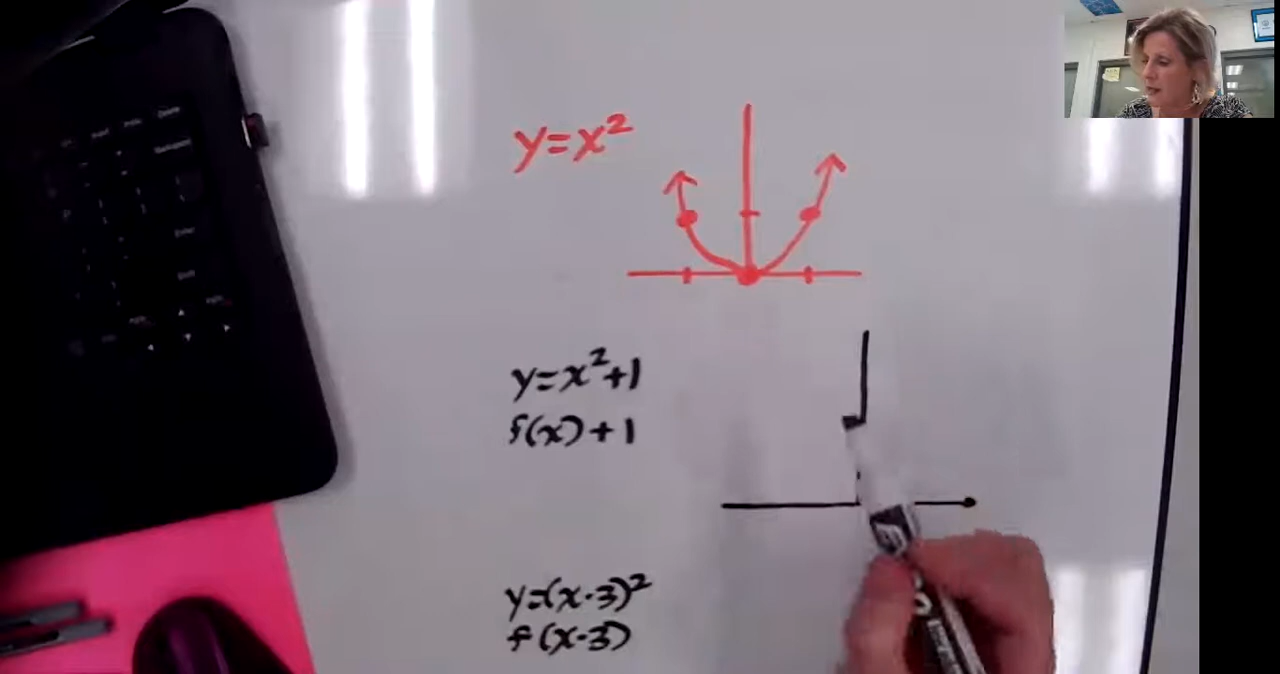 y=x²
y=x²+1
f(x)+1
y=(x-3)²
f(x-3)